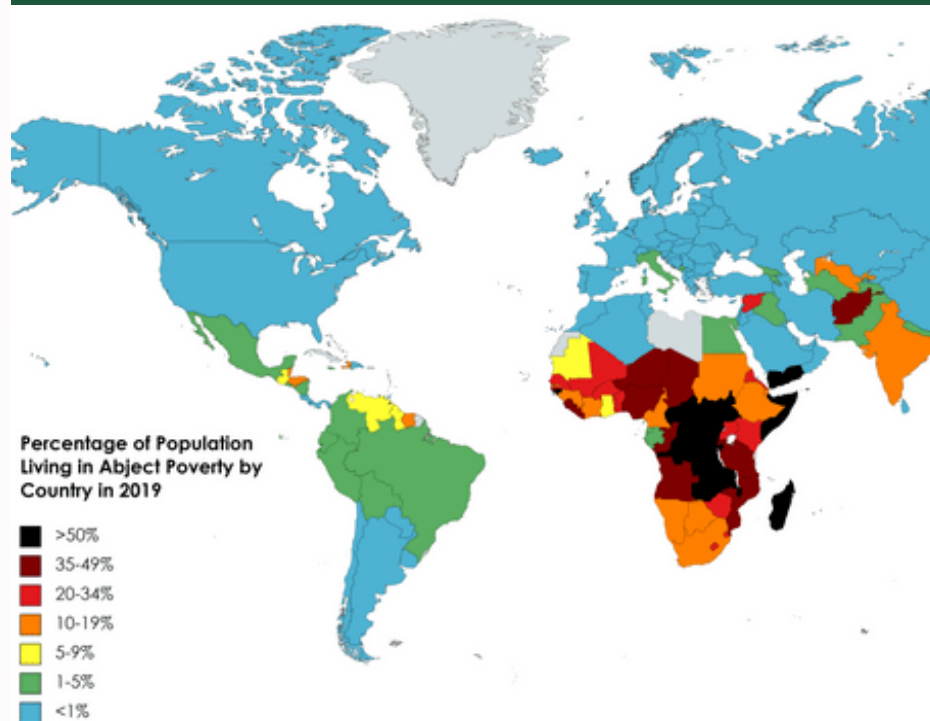 Percentage of Population
Living in Abject Poverty by
Country in 2019
>50%
35-49%
20-34%
10-19%
5-9%
1-5%
<1%